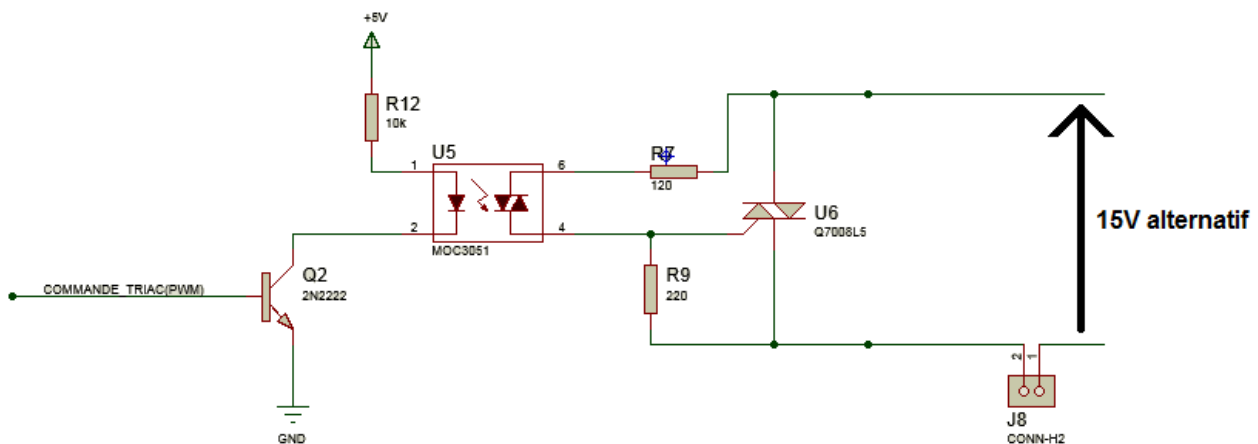 +5V
R12
10k
U5
1
6
R7
120
U6
Q7008L5
15V alternatif
2
4
MOC3051
R9
220
Q2
2N2222
COMMANDE_TRIAC(PWM)
2
1
J8
CONN-H2
GND